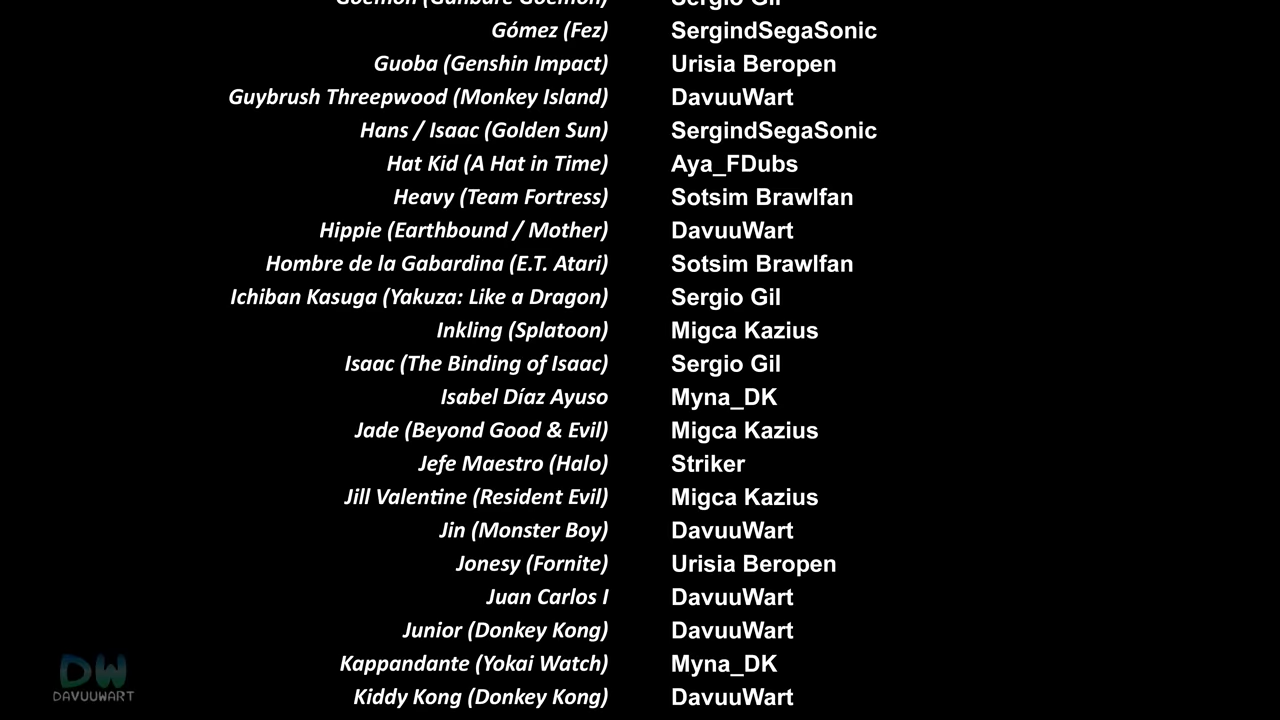 Goemon (Ganbare Goemon) Sergio Gil
Gómez (Fez) SergindSegaSonic
Guoba (Genshin Impact) Urisia Beropen
Guybrush Threepwood (Monkey Island) DavuuWart
Hans / Isaac (Golden Sun) SergindSegaSonic
Hat Kid (A Hat in Time) Aya_FDubs
Heavy (Team Fortress) Sotsim Brawlfan
Hippie (Earthbound / Mother) DavuuWart
Hombre de la Gabardina (E.T. Atari) Sotsim Brawlfan
Ichiban Kasuga (Yakuza: Like a Dragon) Sergio Gil
Inkling (Splatoon) Migca Kazius
Isaac (The Binding of Isaac) Sergio Gil
Isabel Díaz Ayuso Myna_DK
Jade (Beyond Good & Evil) Migca Kazius
Jefe Maestro (Halo) Striker
Jill Valentine (Resident Evil) Migca Kazius
Jin (Monster Boy) DavuuWart
Jonesy (Fornite) Urisia Beropen
Juan Carlos I DavuuWart
Junior (Donkey Kong) DavuuWart
Kappandante (Yokai Watch) Myna_DK
Kiddy Kong (Donkey Kong) DavuuWart
DW
DAVUUWART